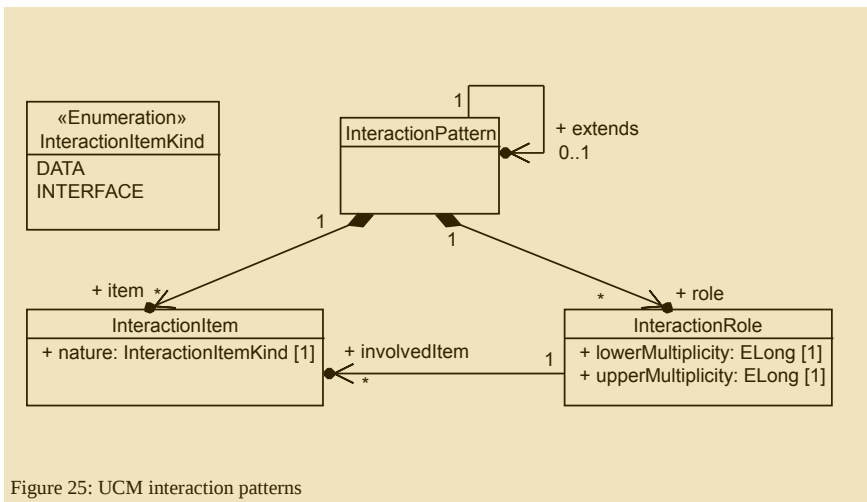 «Enumeration»
InteractionItemKind
DATA
INTERFACE
1
InteractionPattern
+ extends
0..1
1
1
+ item
*
*
+ role
InteractionItem
+ nature: InteractionItemKind [1]
+ involvedItem
*
1
InteractionRole
+ lowerMultiplicity: ELong [1]
+ upperMultiplicity: ELong [1]
Figure 25: UCM interaction patterns